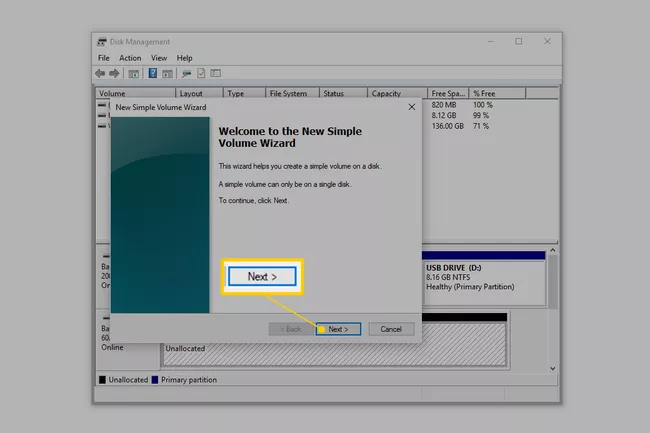 Disk Management
File Action View Help
Volume Layout Type File System Status Capacity Free Spa... % Free
820 MB 100 %
8.12 GB 99 %
136.00 GB 71 %
New Simple Volume Wizard
Welcome to the New Simple
Volume Wizard
This wizard helps you create a simple volume on a disk.
A simple volume can only be on a single disk.
To continue, click Next.
Next >
< Back Next > Cancel
USB DRIVE (D:)
8.16 GB NTFS
Healthy (Primary Partition)
Ba
On
Ba
Online
Unallocated
Unallocated Primary partition